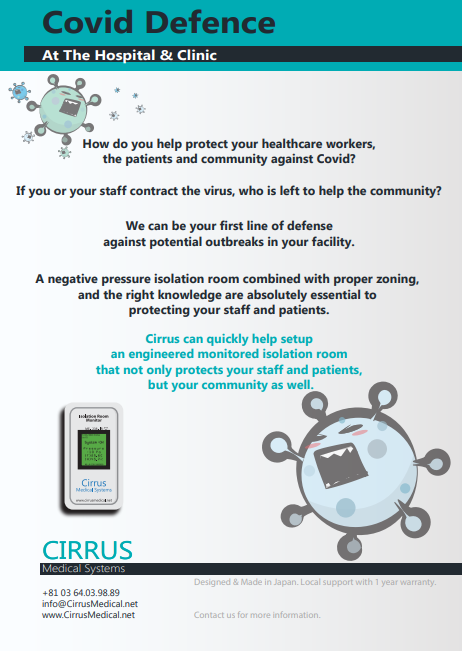 Covid Defence
At The Hospital & Clinic
How do you help protect your healthcare workers,
the patients and community against Covid?
If you or your staff contract the virus, who is left to help the community?
We can be your first line of defense
against potential outbreaks in your facility.
A negative pressure isolation room combined with proper zoning,
and the right knowledge are absolutely essential to
protecting your staff and patients.
Cirrus can quickly help setup
an engineered monitored isolation room
that not only protects your staff and patients,
but your community as well.
Isolation Room
Monitor
System OK
Pressure
Cirrus
Medical Systems
www.cirrusmedical.net
CIRRUS
Medical Systems
Designed & Made in Japan. Local support with 1 year warranty.
+81 03 64.03.98.89
info@CirrusMedical.net
www.CirrusMedical.net
Contact us for more information.